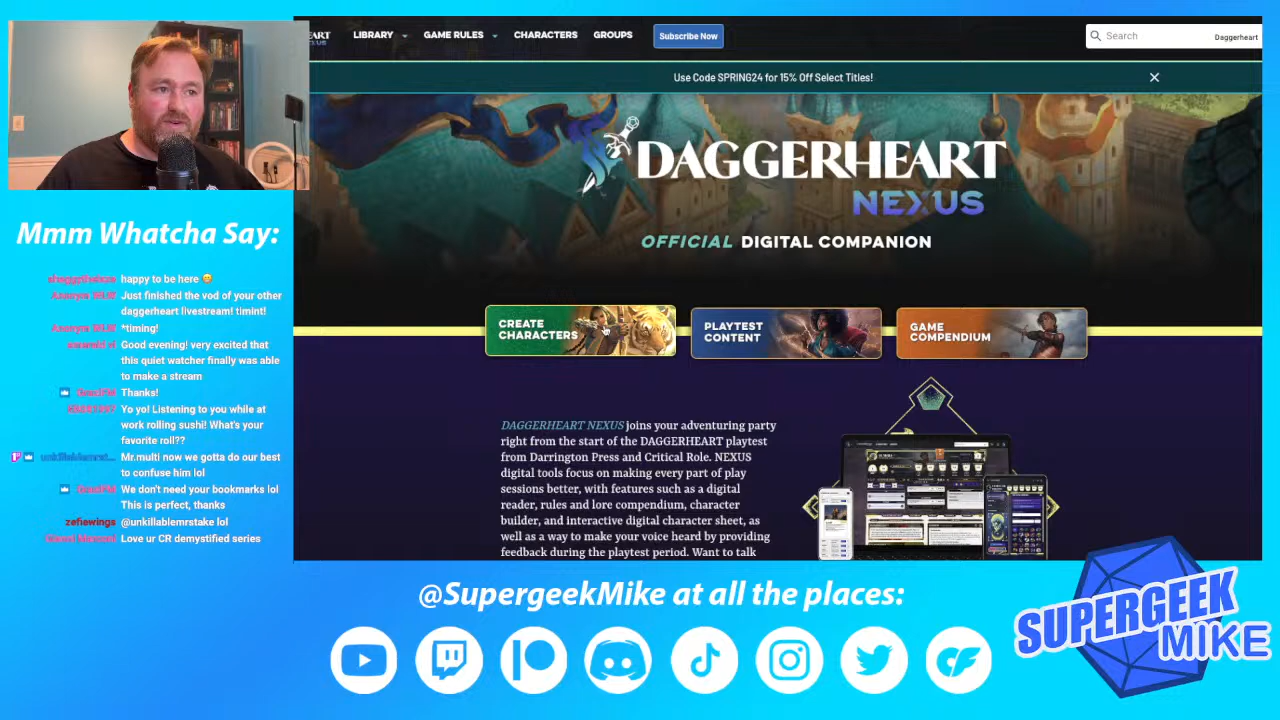 LIBRARY
GAME RULES
CHARACTERS
GROUPS
Subscribe Now
Search
Daggerheart
Use Code SPRING24 for 15% Off Select Titles!
DAGGERHEART
NEXUS
OFFICIAL DIGITAL COMPANION
CREATE
CHARACTERS
PLAYTEST
CONTENT
GAME
COMPENDIUM
DAGGERHEART NEXUS joins your adventuring party
right from the start of the DAGGERHEART playtest
from Darrington Press and Critical Role. NEXUS
digital tools focus on making every part of play
sessions better, with features such as a digital
reader, rules and lore compendium, character
builder, and interactive digital character sheet, as
well as a way to make your voice heard by providing
feedback during the playtest period. Want to talk
Mmm Whatcha Say:
happy to be here
Just finished the vod of your other
daggerheart livestream! timint!
*timing!
Good evening! very excited that
this quiet watcher finally was able
to make a stream
Thanks!
Yo yo! Listening to you while at
work rolling sushi! What's your
favorite roll??
Mr.multi now we gotta do our best
to confuse him lol
We don't need your bookmarks lol
This is perfect, thanks
zefiewings @unkillablemrstake lol
Love ur CR demystified series
@SupergeekMike at all the places:
SUPERGEEK
MIKE